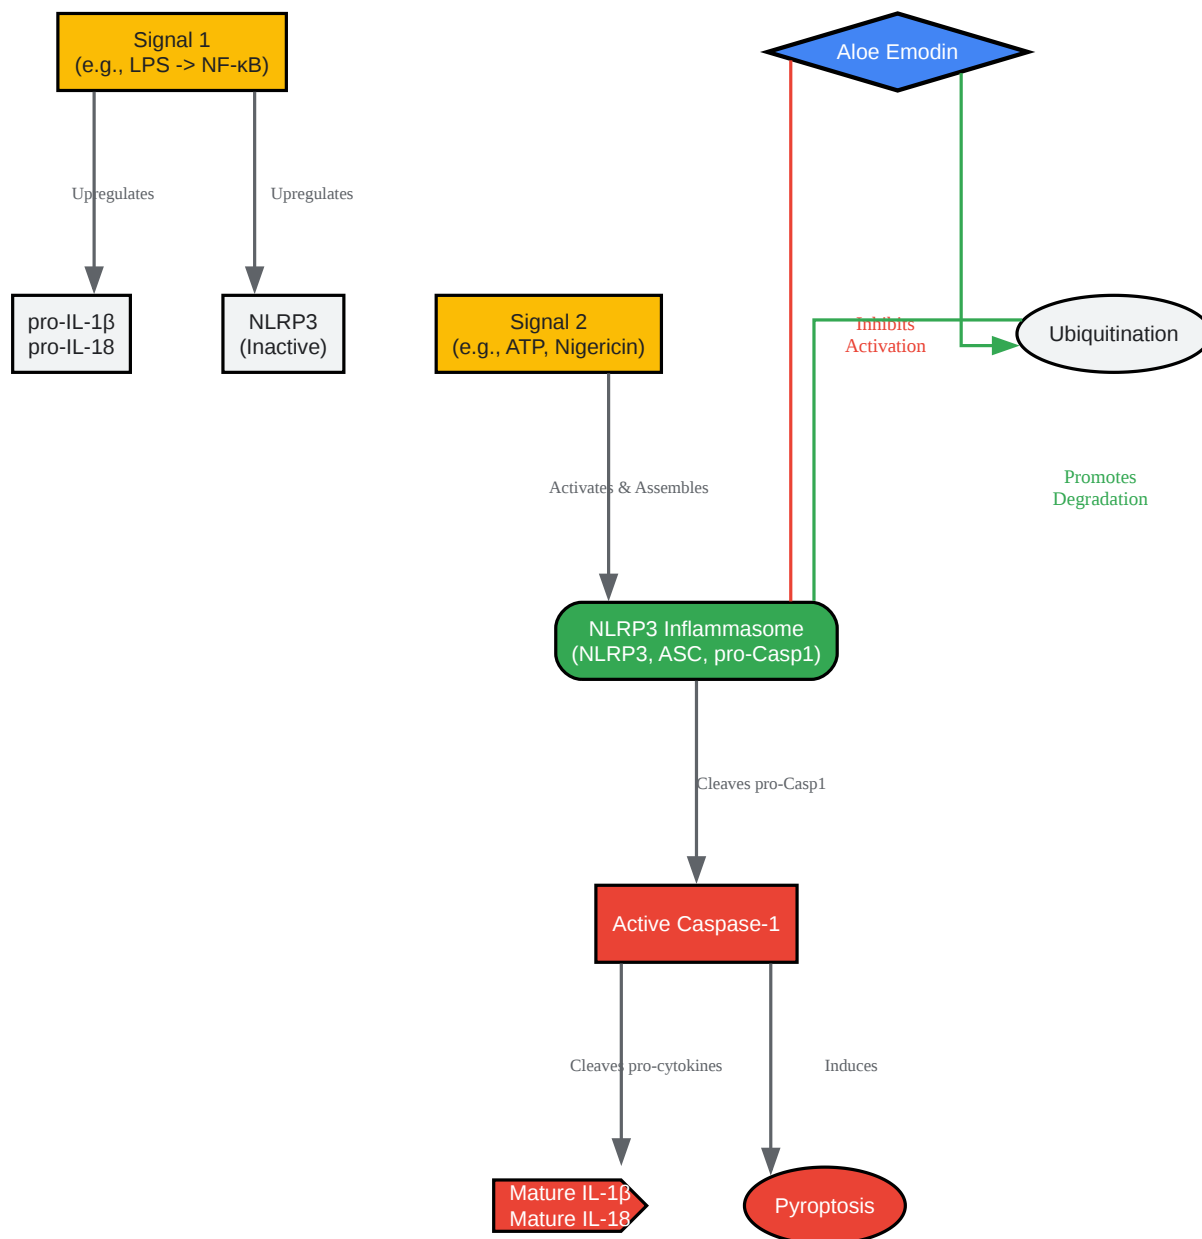 Signal 1
(e.g., LPS -> NF-κB)
Aloe Emodin
Upregulates
Upregulates
pro-IL-1β
pro-IL-18
NLRP3
(Inactive)
Signal 2
(e.g., ATP, Nigericin)
Inhibits
Activation
Ubiquitination
Activates & Assembles
Promotes
Degradation
NLRP3 Inflammasome
(NLRP3, ASC, pro-Casp1)
Cleaves pro-Casp1
Active Caspase-1
Cleaves pro-cytokines
Induces
Mature IL-1β
Mature IL-18
Pyroptosis